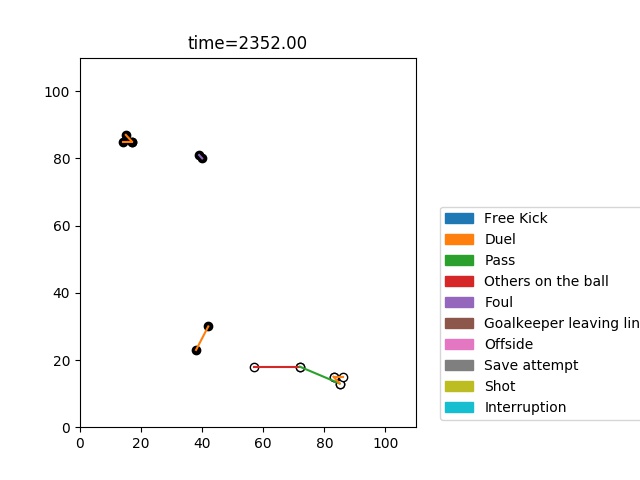 time=2352.00
100
80
60
40
20
0
0 20 40 60 80 100
Free Kick
Duel
Pass
Others on the ball
Foul
Goalkeeper leaving lin
Offside
Save attempt
Shot
Interruption